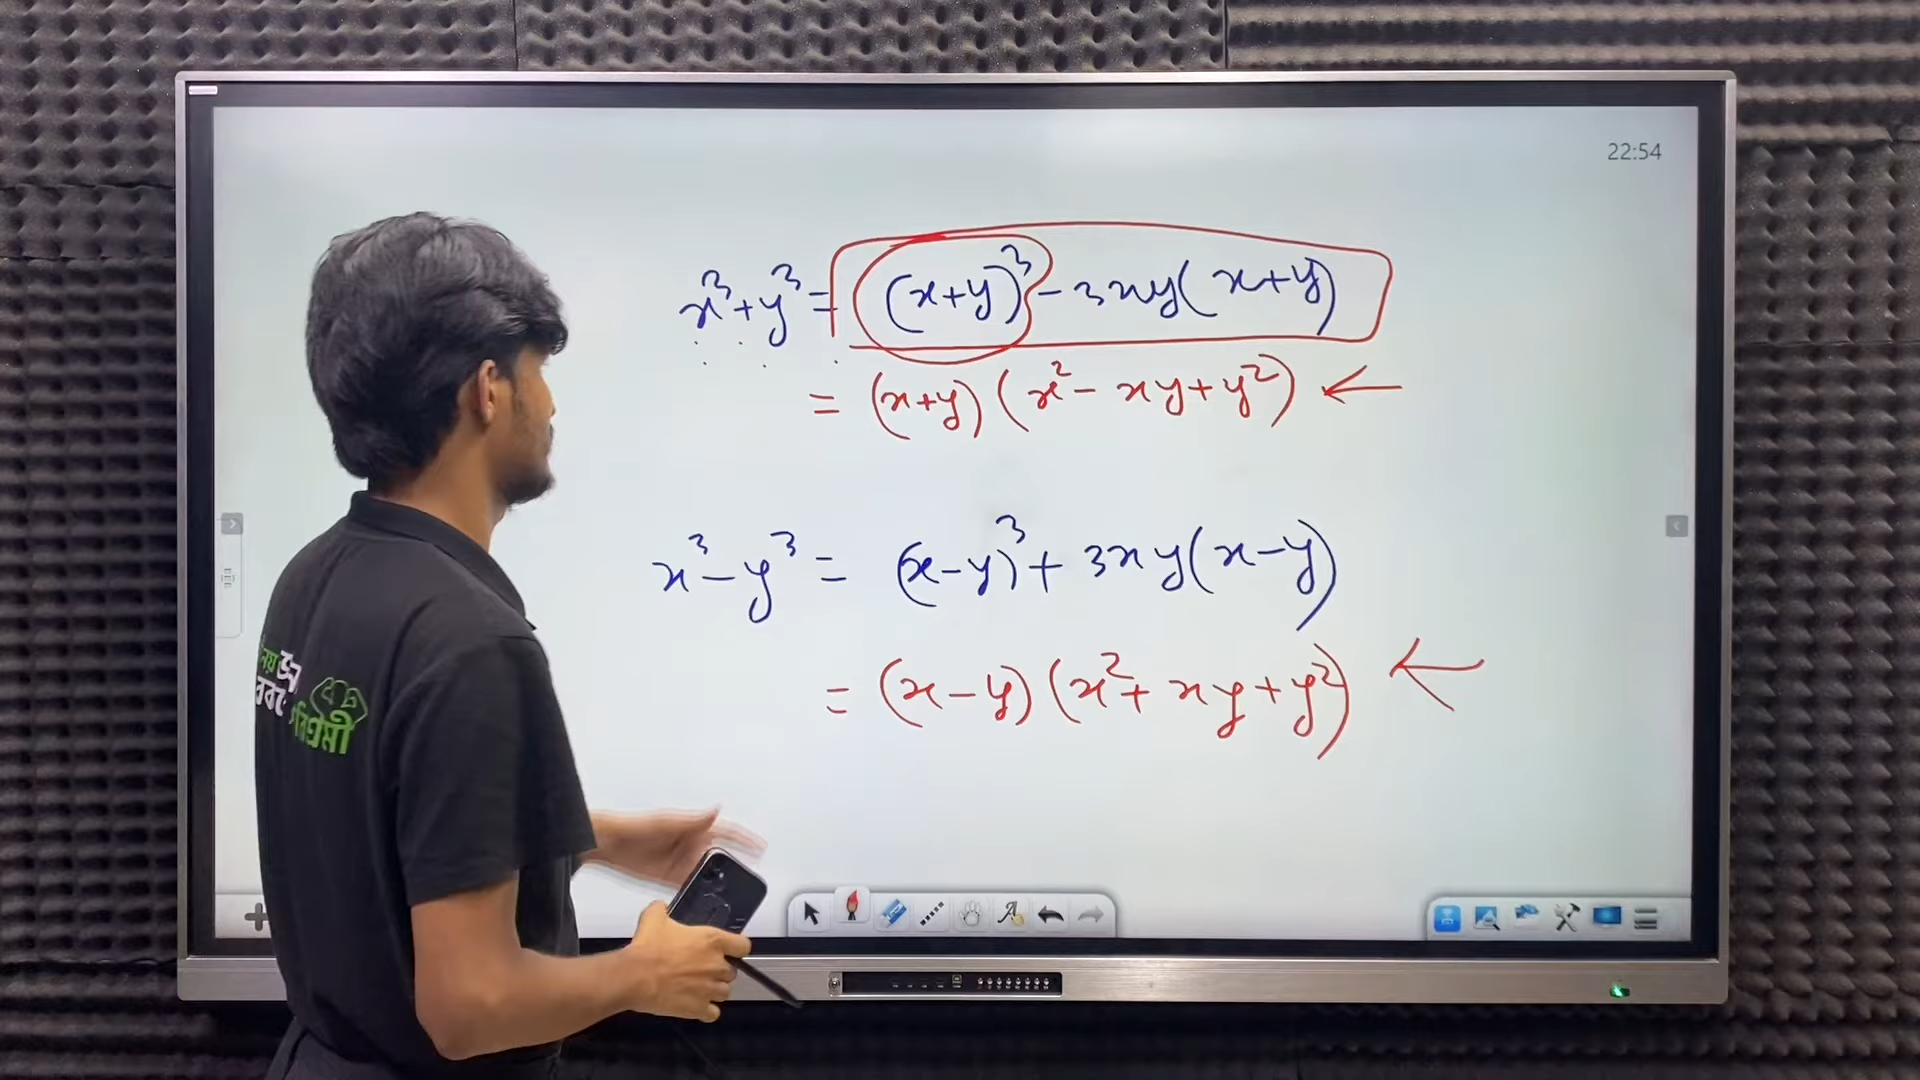 22:54
x³+y³ = (x+y)³ - 3xy(x+y)
= (x+y)(x² - xy + y²) ←
x³-y³ = (x-y)³ + 3xy(x-y)
= (x-y)(x² + xy + y²) ←